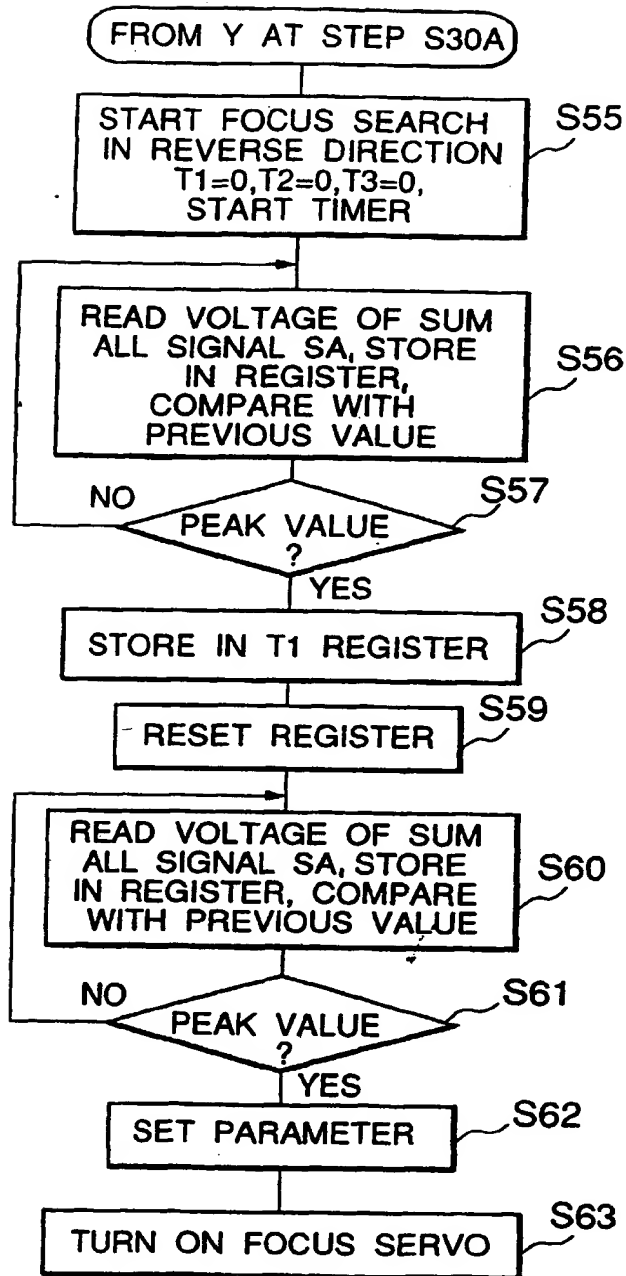 FROM Y AT STEP S30A
START FOCUS SEARCH
IN REVERSE DIRECTION
T1=0,T2=0,T3=0,
START TIMER
S55
READ VOLTAGE OF SUM
ALL SIGNAL SA, STORE
IN REGISTER,
COMPARE WITH
PREVIOUS VALUE
S56
NO
S57
PEAK VALUE
?
YES
S58
STORE IN T1 REGISTER
S59
RESET REGISTER
READ VOLTAGE OF SUM
ALL SIGNAL SA, STORE
IN REGISTER, COMPARE
WITH PREVIOUS VALUE
S60
NO
S61
PEAK VALUE
?
YES
S62
SET PARAMETER
S63
TURN ON FOCUS SERVO